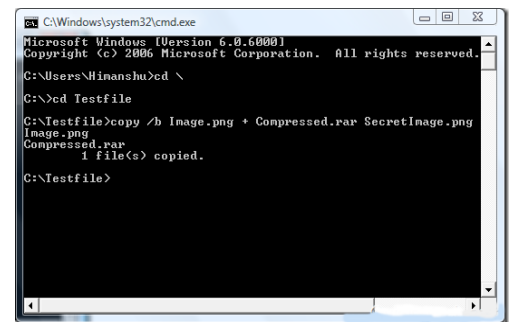 C:\Windows\system32\cmd.exe
Microsoft Windows [Version 6.0.6000]
Copyright (c) 2006 Microsoft Corporation.  All rights reserved.
C:\Users\Himanshu>cd \
C:\>cd Testfile
C:\Testfile>copy /b Image.png + Compressed.rar SecretImage.png
Image.png
Compressed.rar
        1 file(s) copied.
C:\Testfile>